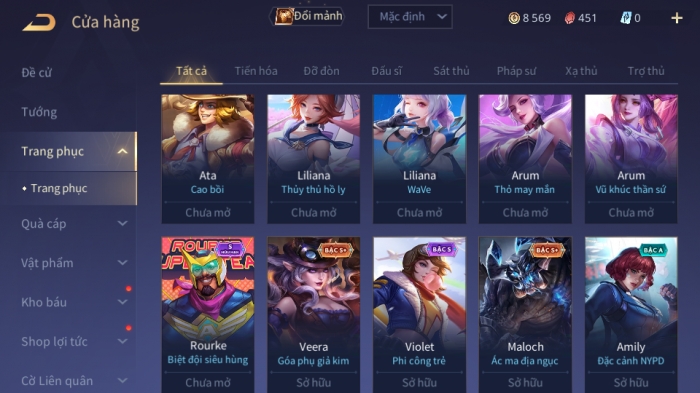 Cửa hàng
Đổi mảnh
Mặc định
8 569
451
0
Đề cử
Tướng
Trang phục
Trang phục
Quà cáp
Vật phẩm
Kho báu
Shop lợi tức
Cờ Liên quân
Tất cả Tiến hóa Đỡ đòn Đấu sĩ Sát thủ Pháp sư Xạ thủ Trợ thủ
Ata
Cao bồi
Chưa mở
Liliana
Thủy thủ hồ ly
Chưa mở
Liliana
WaVe
Chưa mở
Arum
Thỏ may mắn
Chưa mở
Arum
Vũ khúc thần sứ
Chưa mở
S
Rourke
Biệt đội siêu hùng
Chưa mở
BẬC S+
Veera
Góa phụ giả kim
Sở hữu
BẬC S
Violet
Phi công trẻ
Sở hữu
BẬC S+
Maloch
Ác ma địa ngục
Sở hữu
BẬC A
Amily
Đặc cảnh NYPD
Sở hữu